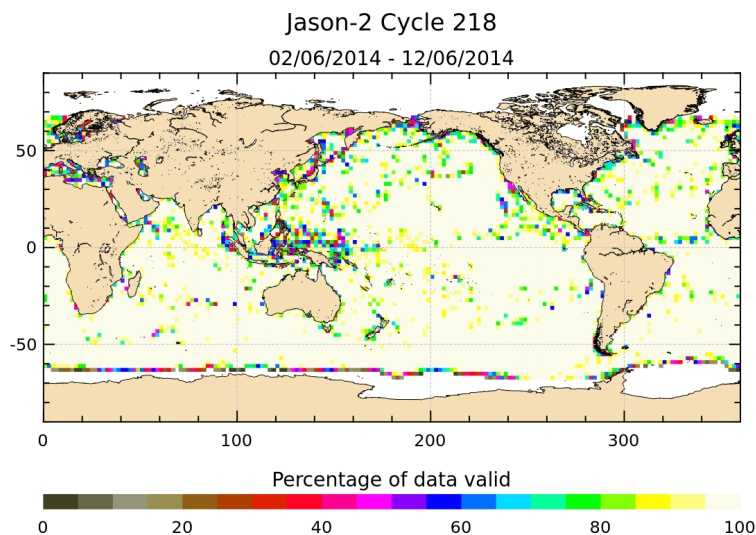 Jason-2 Cycle 218
02/06/2014 - 12/06/2014
50
0
-50
0 100 200 300
Percentage of data valid
0 20 40 60 80 100